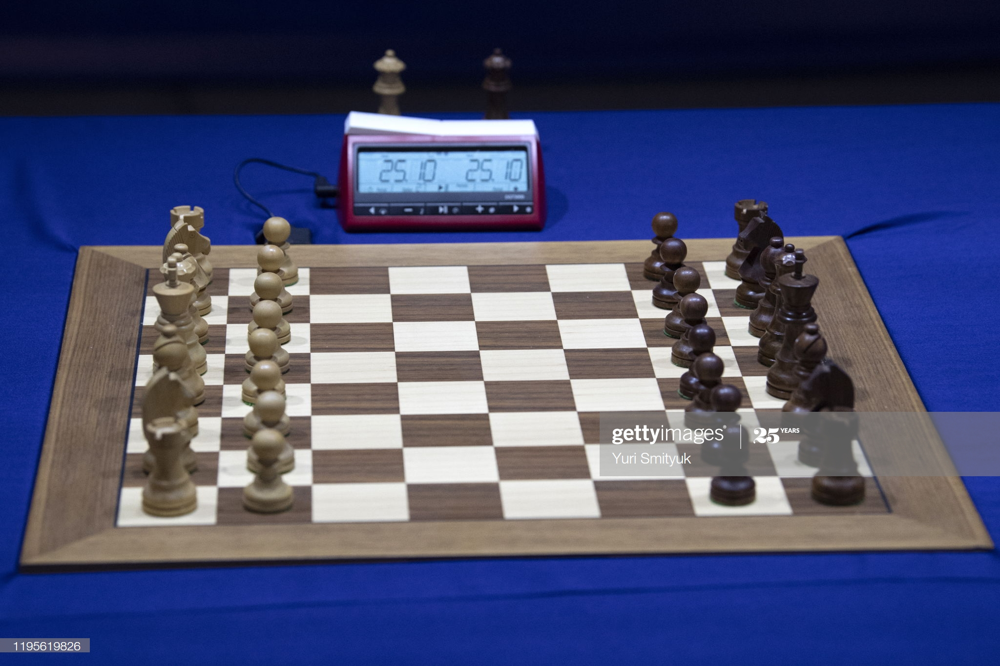 25.10 25.10
gettyimages®
25 YEARS
Yuri Smityuk
1195619826